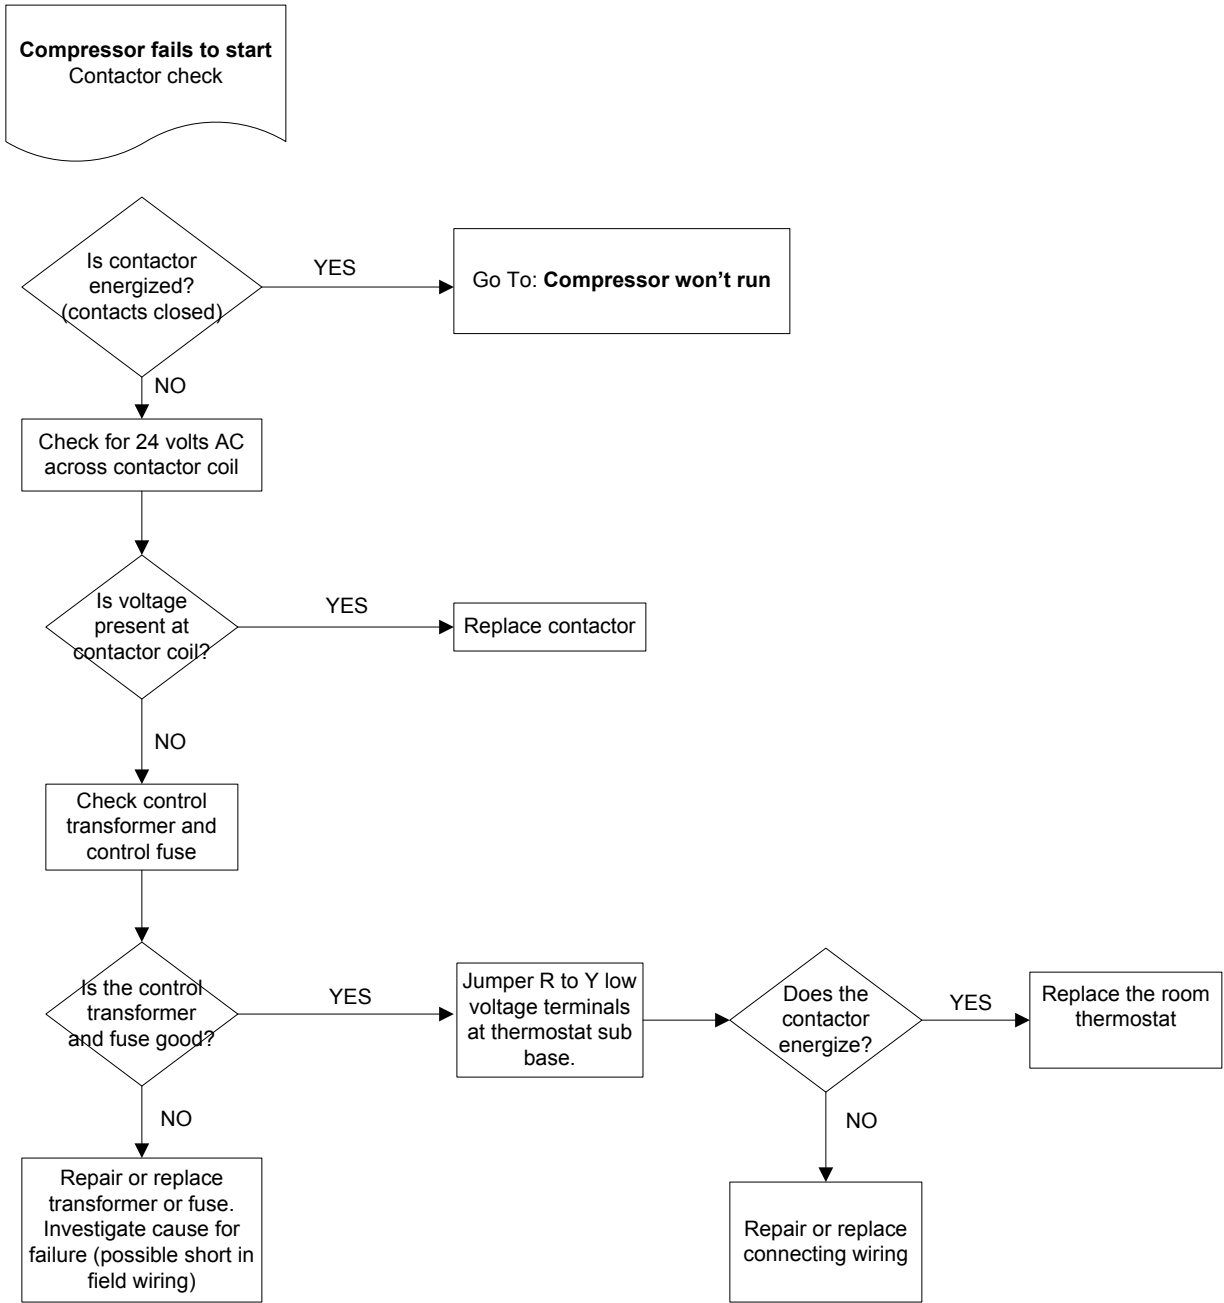 Compressor fails to start
Contactor check
Is contactor
energized?
(contacts closed)
YES
Go To: Compressor won’t run
NO
Check for 24 volts AC
across contactor coil
Is voltage
present at
contactor coil?
YES
Replace contactor
NO
Check control
transformer and
control fuse
Is the control
transformer
and fuse good?
YES
Jumper R to Y low
voltage terminals
at thermostat sub
base.
Does the
contactor
energize?
YES
Replace the room
thermostat
NO
Repair or replace
transformer or fuse.
Investigate cause for
failure (possible short in
field wiring)
NO
Repair or replace
connecting wiring